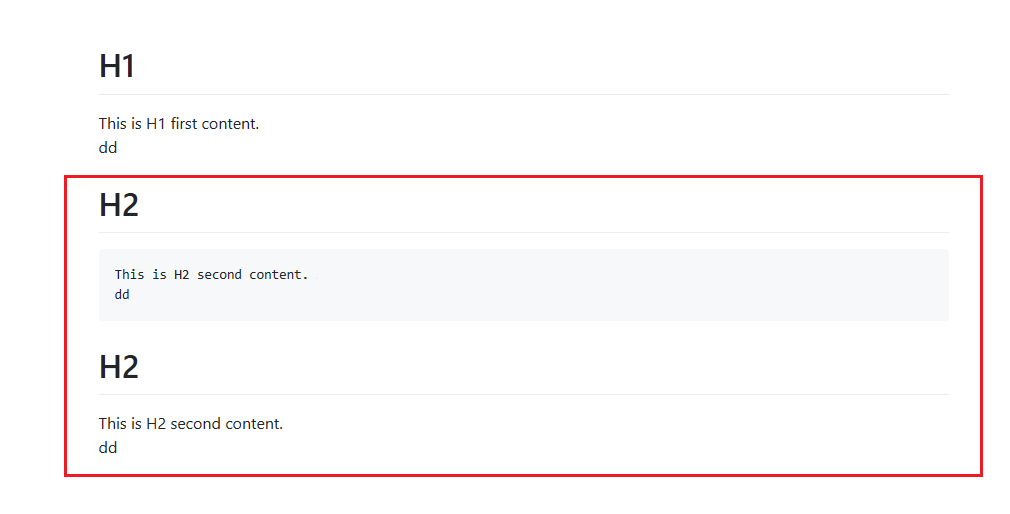 H1
This is H1 first content.
dd
H2
This is H2 second content.
dd
H2
This is H2 second content.
dd